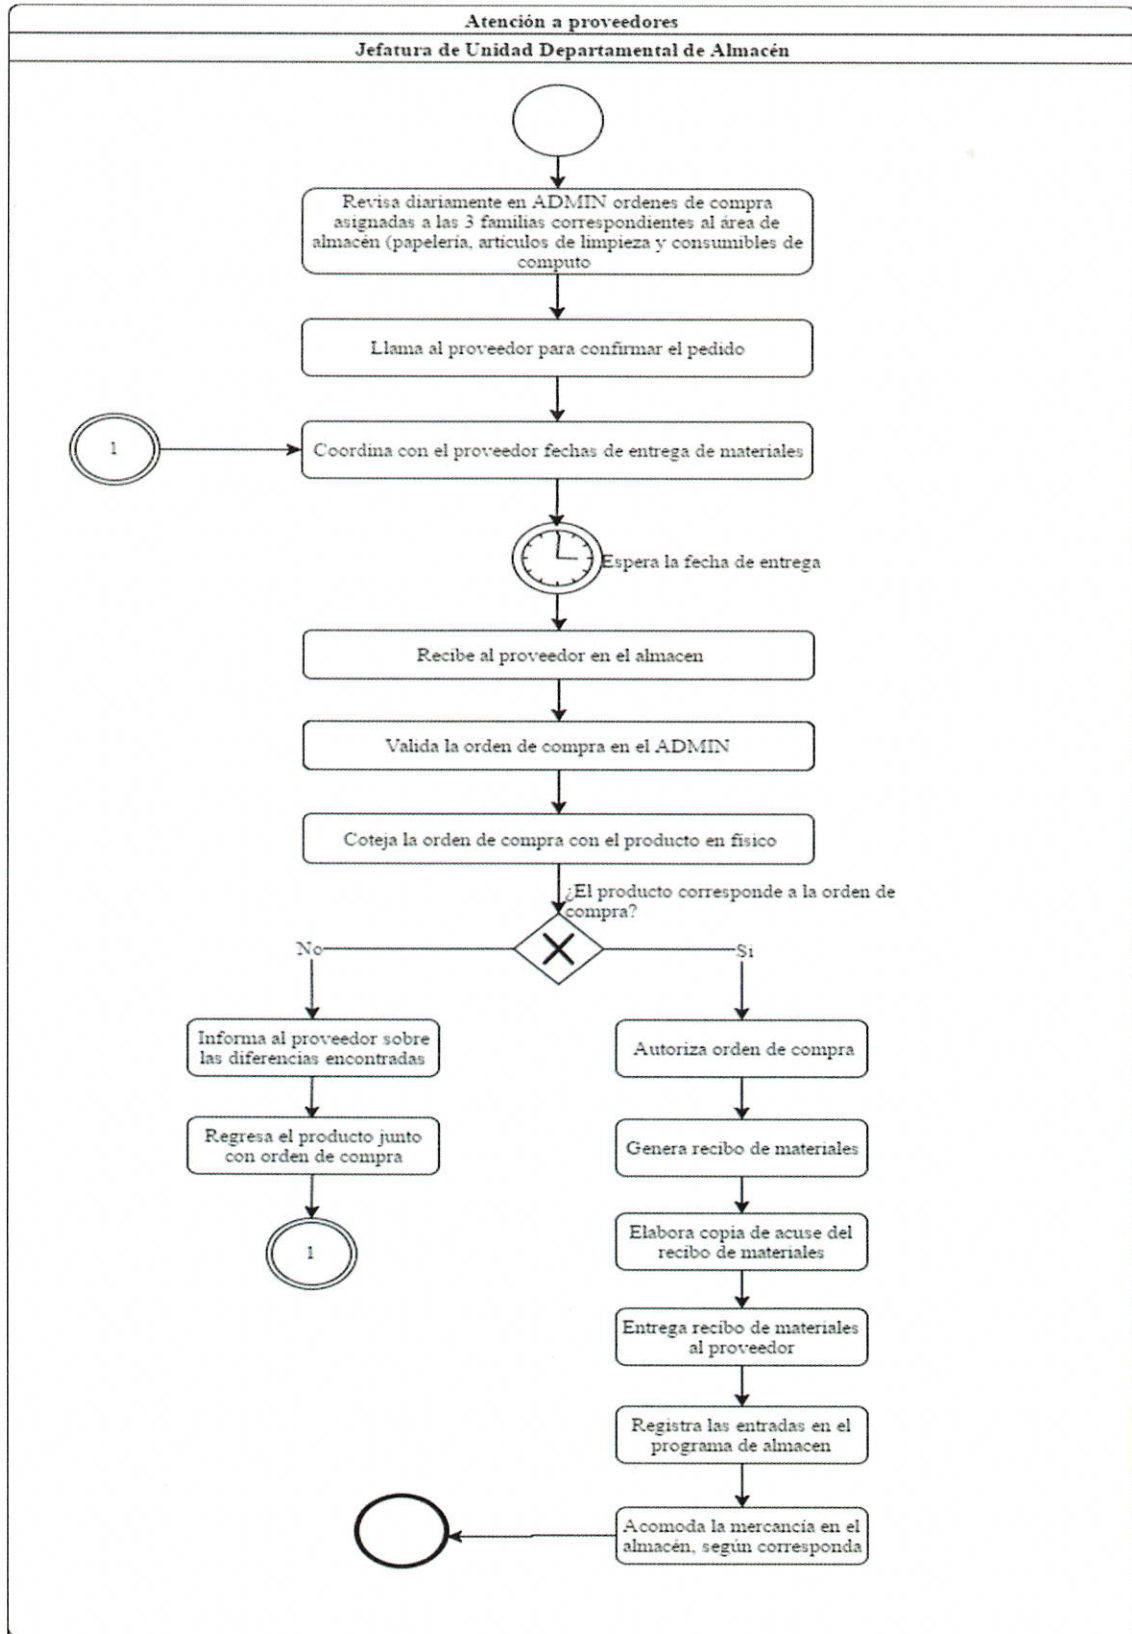 Atención a proveedores
Jefatura de Unidad Departamental de Almacén
Revisa diariamente en ADMIN ordenes de compra
asignadas a las 3 familias correspondientes al área de
almacén (papelería, artículos de limpieza y consumibles de
computo
Llama al proveedor para confirmar el pedido
1
Coordina con el proveedor fechas de entrega de materiales
Espera la fecha de entrega
Recibe al proveedor en el almacen
Valida la orden de compra en el ADMIN
Coteja la orden de compra con el producto en físico
¿El producto corresponde a la orden de
compra?
No
Si
Informa al proveedor sobre
las diferencias encontradas
Regresa el producto junto
con orden de compra
1
Autoriza orden de compra
Genera recibo de materiales
Elabora copia de acuse del
recibo de materiales
Entrega recibo de materiales
al proveedor
Registra las entradas en el
programa de almacen
Acomoda la mercancía en el
almacén, según corresponda